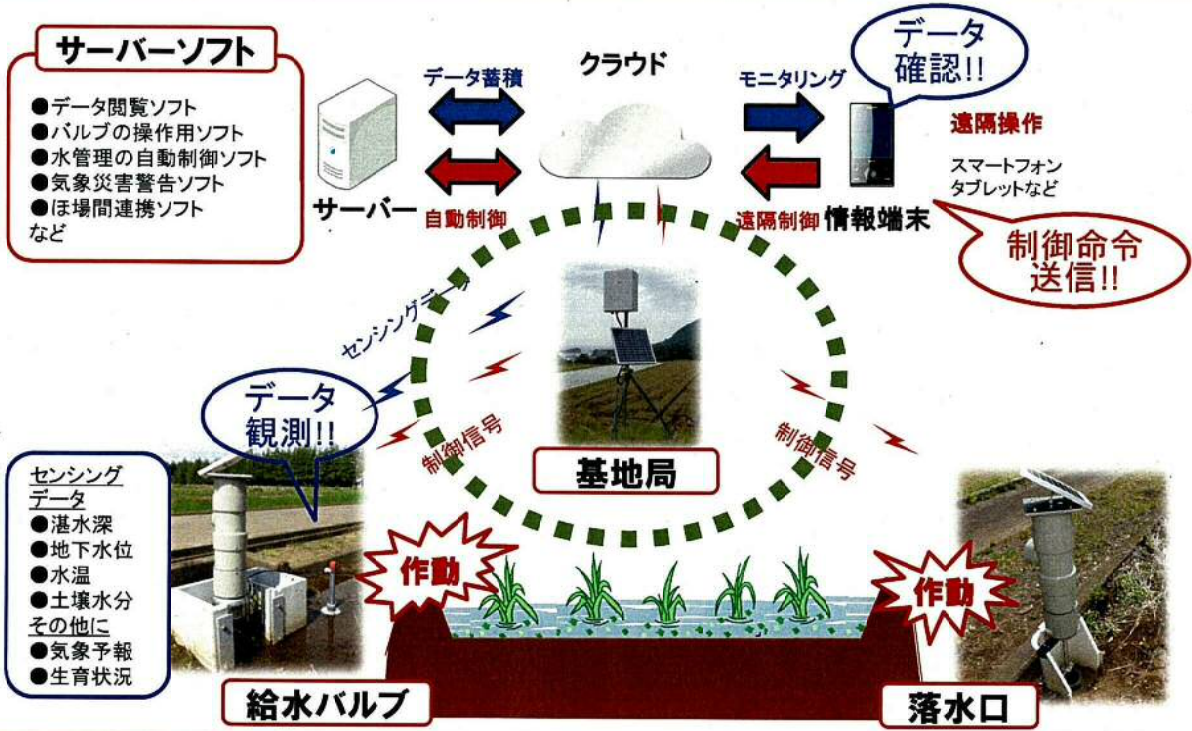 サーバーソフト
●データ閲覧ソフト
●バルブの操作用ソフト
●水管理の自動制御ソフト
●気象災害警告ソフト
●ほ場間連携ソフト
など
サーバー
データ蓄積
自動制御
クラウド
モニタリング
遠隔制御
データ
確認!!
遠隔操作
スマートフォン
タブレットなど
情報端末
制御命令
送信!!
センシングデータ
データ
観測!!
制御信号
基地局
制御信号
センシング
データ
●湛水深
●地下水位
●水温
●土壌水分
その他に
●気象予報
●生育状況
作動
作動
給水バルブ
落水口